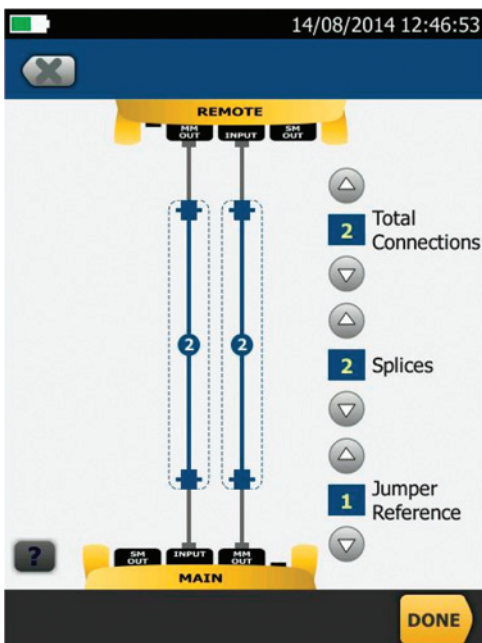 14/08/2014 12:46:53
REMOTE
MM OUT INPUT SM OUT
2 Total
Connections
2 2
2 Splices
1 Jumper
Reference
?
SM OUT INPUT MM OUT
MAIN
DONE